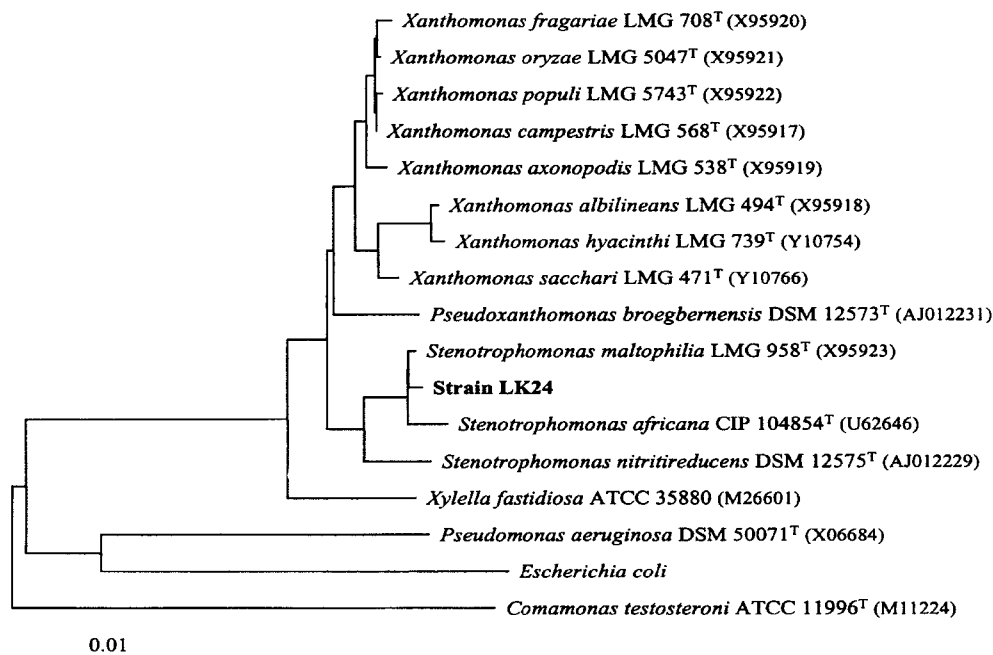 Xanthomonas fragariae LMG 708ᵀ (X95920)
Xanthomonas oryzae LMG 5047ᵀ (X95921)
Xanthomonas populi LMG 5743ᵀ (X95922)
Xanthomonas campestris LMG 568ᵀ (X95917)
Xanthomonas axonopodis LMG 538ᵀ (X95919)
Xanthomonas albilineans LMG 494ᵀ (X95918)
Xanthomonas hyacinthi LMG 739ᵀ (Y10754)
Xanthomonas sacchari LMG 471ᵀ (Y10766)
Pseudoxanthomonas broegbernensis DSM 12573ᵀ (AJ012231)
Stenotrophomonas maltophilia LMG 958ᵀ (X95923)
Strain LK24
Stenotrophomonas africana CIP 104854ᵀ (U62646)
Stenotrophomonas nitritireducens DSM 12575ᵀ (AJ012229)
Xylella fastidiosa ATCC 35880 (M26601)
Pseudomonas aeruginosa DSM 50071ᵀ (X06684)
Escherichia coli
Comamonas testosteroni ATCC 11996ᵀ (M11224)
0.01